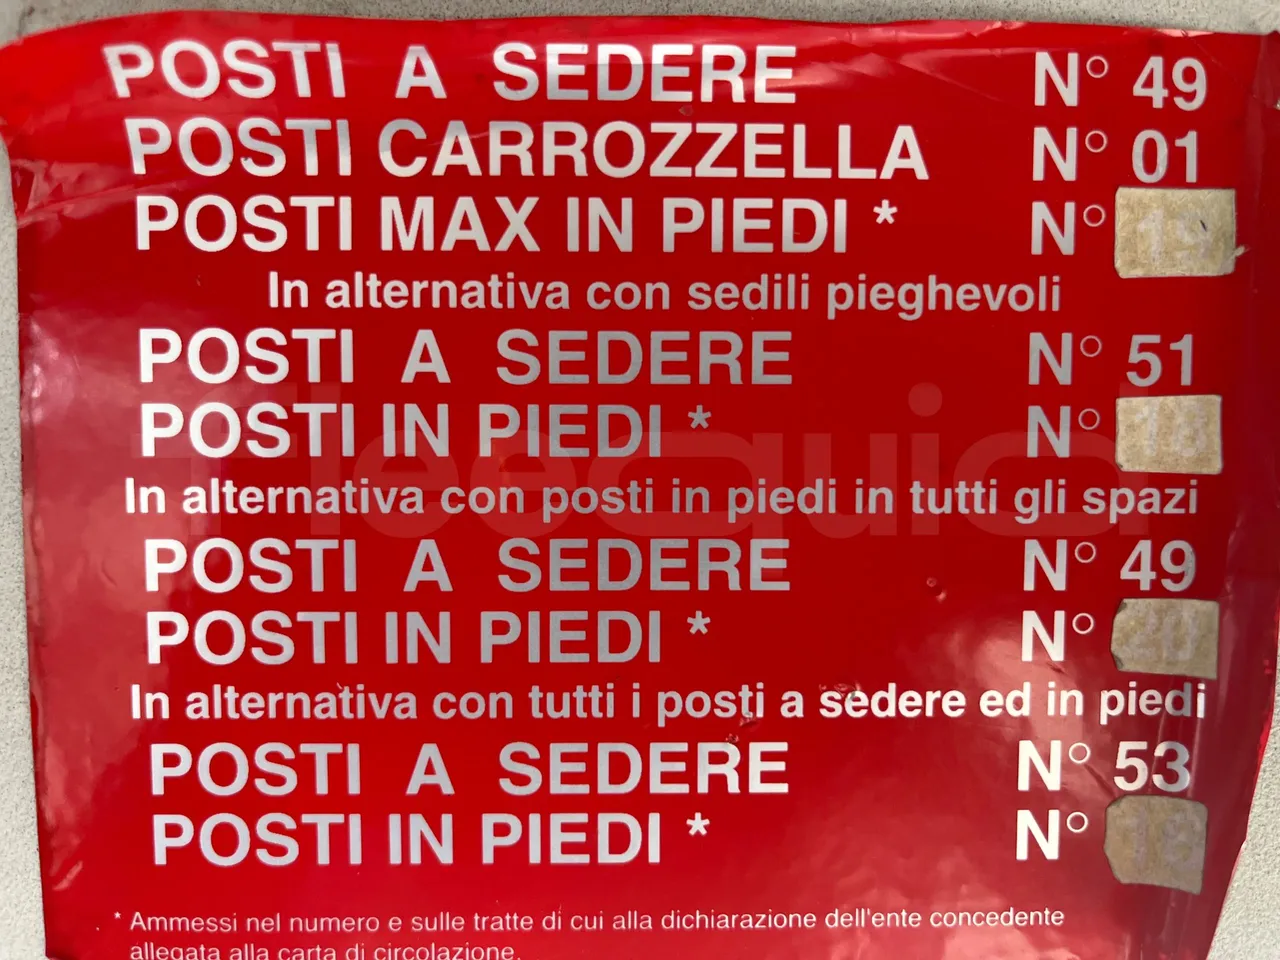 POSTI A SEDERE N° 49
POSTI CARROZZELLA N° 01
POSTI MAX IN PIEDI * N°
In alternativa con sedili pieghevoli
POSTI A SEDERE N° 51
POSTI IN PIEDI * N° 18
In alternativa con posti in piedi in tutti gli spazi
POSTI A SEDERE N° 49
POSTI IN PIEDI * N° 20
In alternativa con tutti i posti a sedere ed in piedi
POSTI A SEDERE N° 53
POSTI IN PIEDI * N°
* Ammessi nel numero e sulle tratte di cui alla dichiarazione dell'ente concedente
allegata alla carta di circolazione.
fleequid